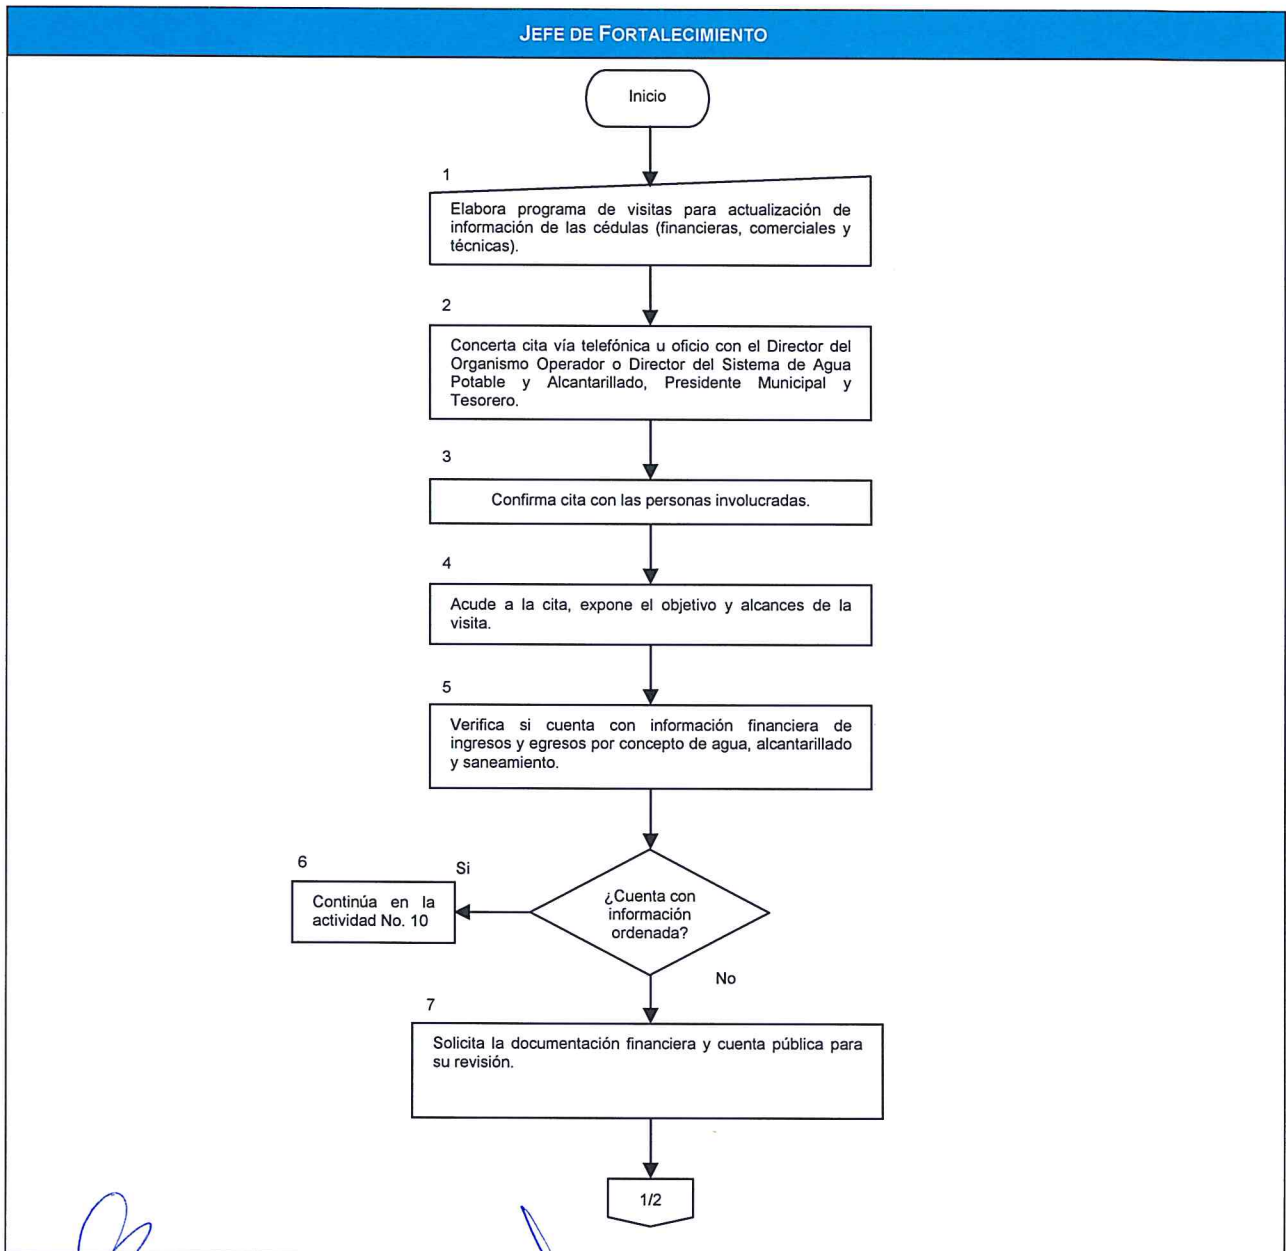 JEFE DE FORTALECIMIENTO
Inicio
1
Elabora programa de visitas para actualización de
información de las cédulas (financieras, comerciales y
técnicas).
2
Concerta cita vía telefónica u oficio con el Director del
Organismo Operador o Director del Sistema de Agua
Potable y Alcantarillado, Presidente Municipal y
Tesorero.
3
Confirma cita con las personas involucradas.
4
Acude a la cita, expone el objetivo y alcances de la
visita.
5
Verifica si cuenta con información financiera de
ingresos y egresos por concepto de agua, alcantarillado
y saneamiento.
¿Cuenta con
información
ordenada?
Si
6
Continúa en la
actividad No. 10
No
7
Solicita la documentación financiera y cuenta pública para
su revisión.
1/2